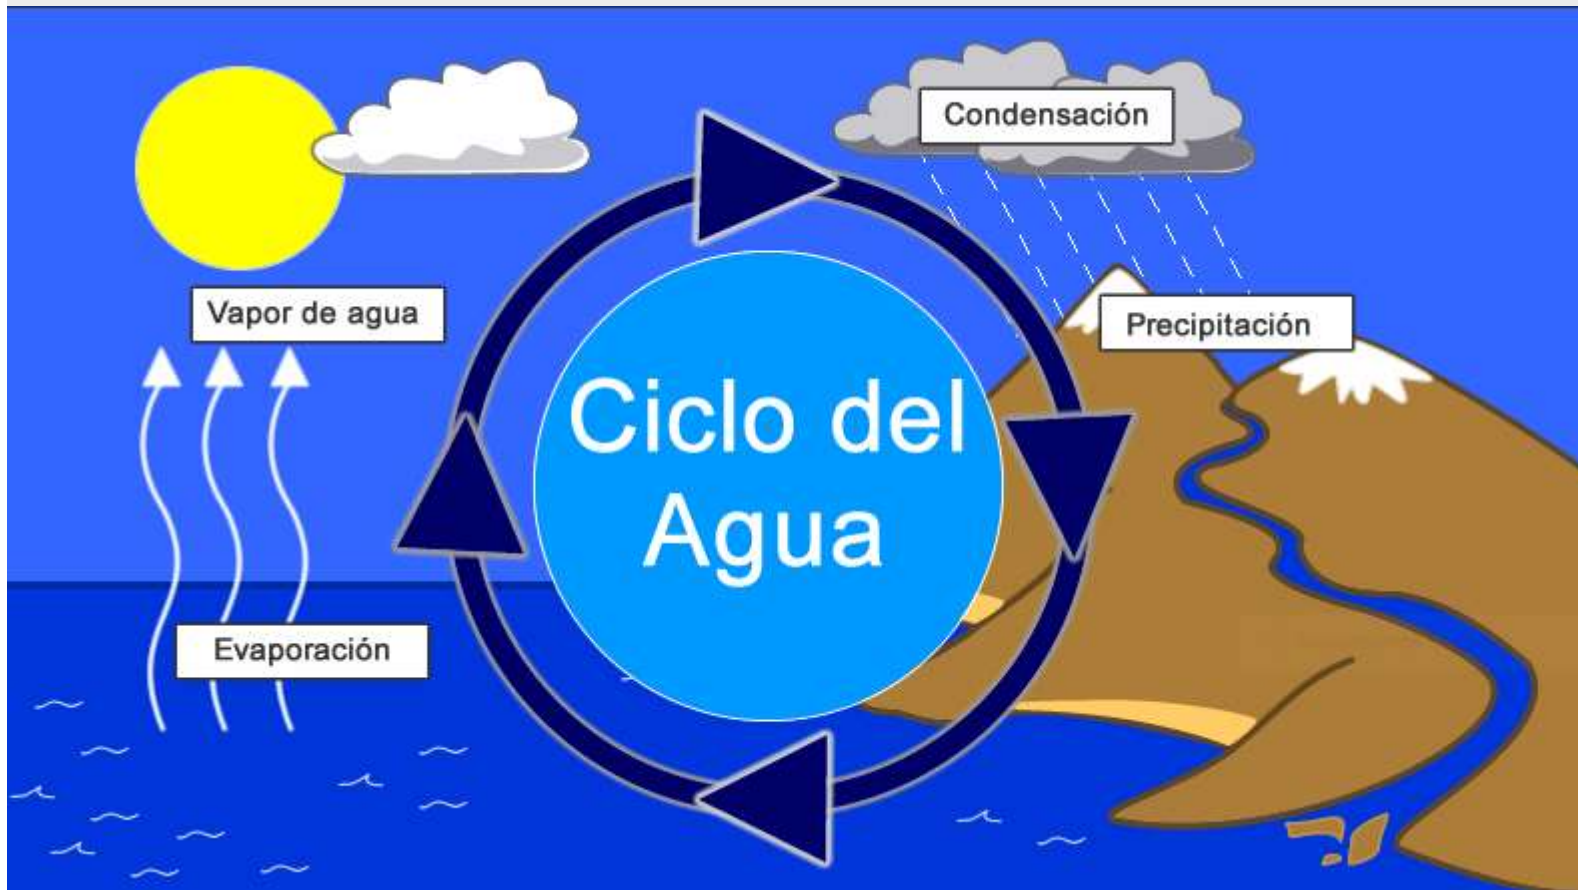 Condensación
Vapor de agua
Precipitación
Ciclo del
Agua
Evaporación